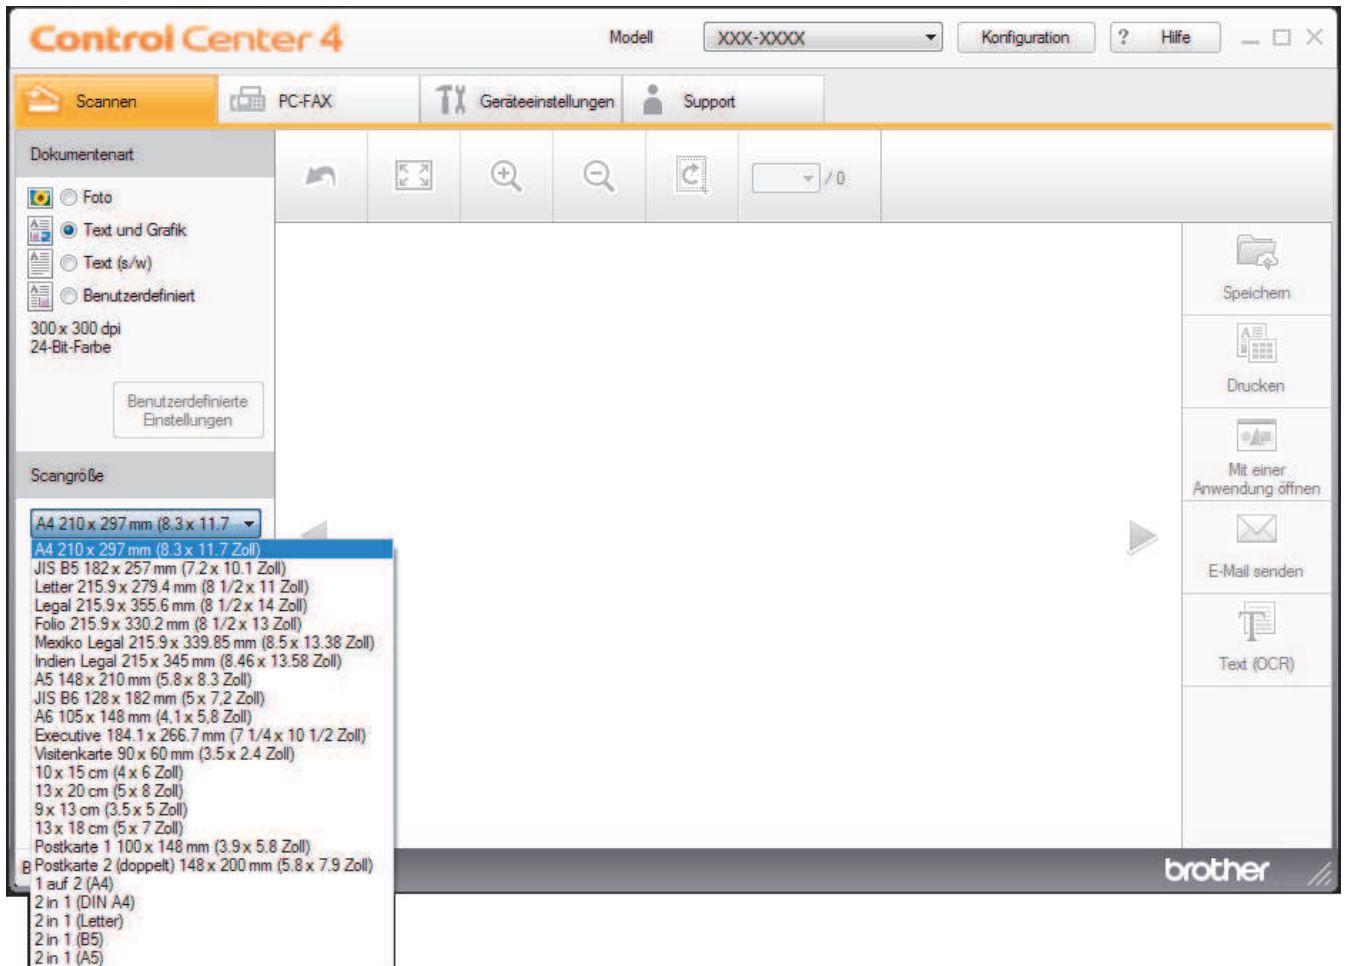 Control Center 4
Modell
XXX-XXXX
Konfiguration
? Hilfe
Scannen
PC-FAX
Geräteeinstellungen
Support
Dokumentenart
/ 0
Foto
Text und Grafik
Text (s/w)
Benutzerdefiniert
300 x 300 dpi
24-Bit-Farbe
Benutzerdefinierte
Einstellungen
Scangröße
A4 210 x 297 mm (8.3 x 11.7
A4 210 x 297 mm (8.3 x 11.7 Zoll)
JIS B5 182 x 257 mm (7.2 x 10.1 Zoll)
Letter 215.9 x 279.4 mm (8 1/2 x 11 Zoll)
Legal 215.9 x 355.6 mm (8 1/2 x 14 Zoll)
Folio 215.9 x 330.2 mm (8 1/2 x 13 Zoll)
Mexiko Legal 215.9 x 339.85 mm (8.5 x 13.38 Zoll)
Indien Legal 215 x 345 mm (8.46 x 13.58 Zoll)
A5 148 x 210 mm (5.8 x 8.3 Zoll)
JIS B6 128 x 182 mm (5 x 7,2 Zoll)
A6 105 x 148 mm (4,1 x 5,8 Zoll)
Executive 184.1 x 266.7 mm (7 1/4 x 10 1/2 Zoll)
Visitenkarte 90 x 60 mm (3.5 x 2.4 Zoll)
10 x 15 cm (4 x 6 Zoll)
13 x 20 cm (5 x 8 Zoll)
9 x 13 cm (3.5 x 5 Zoll)
13 x 18 cm (5 x 7 Zoll)
Postkarte 1 100 x 148 mm (3.9 x 5.8 Zoll)
B
Postkarte 2 (doppelt) 148 x 200 mm (5.8 x 7.9 Zoll)
1 auf 2 (A4)
2 in 1 (DIN A4)
2 in 1 (Letter)
2 in 1 (B5)
2 in 1 (A5)
Speichern
Drucken
Mit einer
Anwendung öffnen
E-Mail senden
Text (OCR)
brother